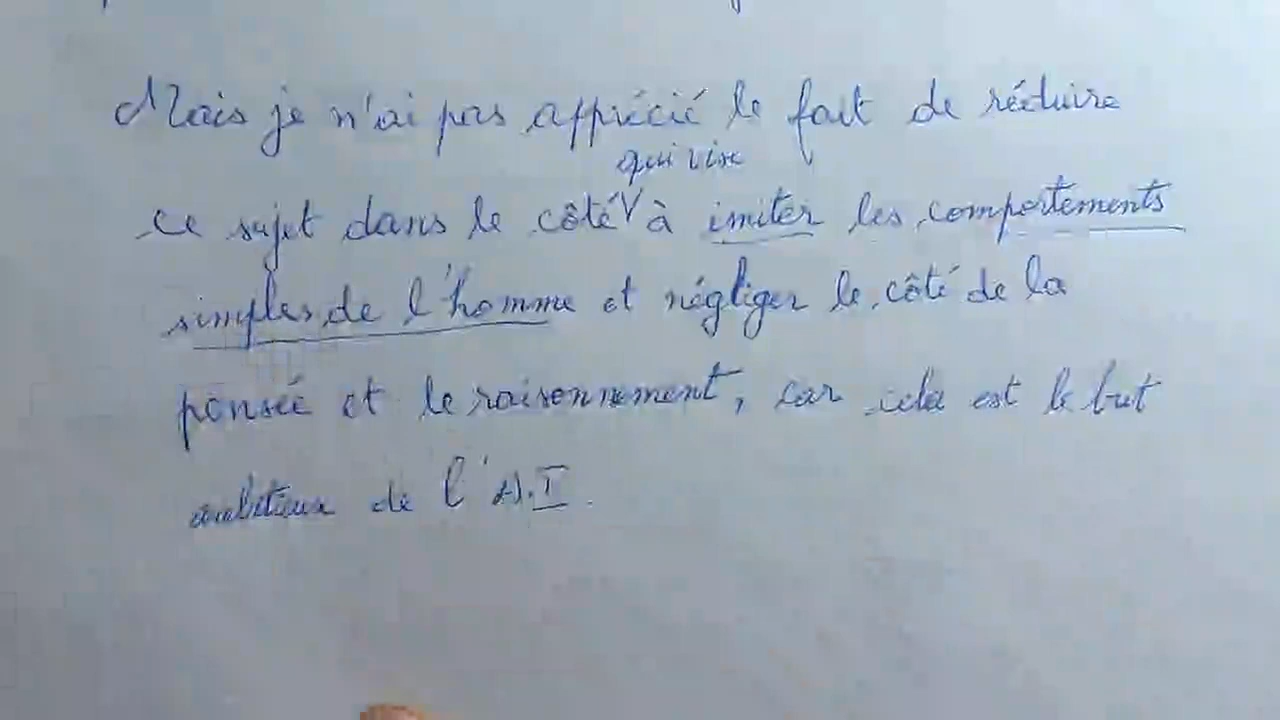 Mais je n'ai pas apprécié le fait de réduire
qui vise
ce sujet dans le côté V à imiter les comportements
simples de l'homme et négliger le côté de la
pensée et le raisonnement, car cela est le but
ambitieux de l'A.I.